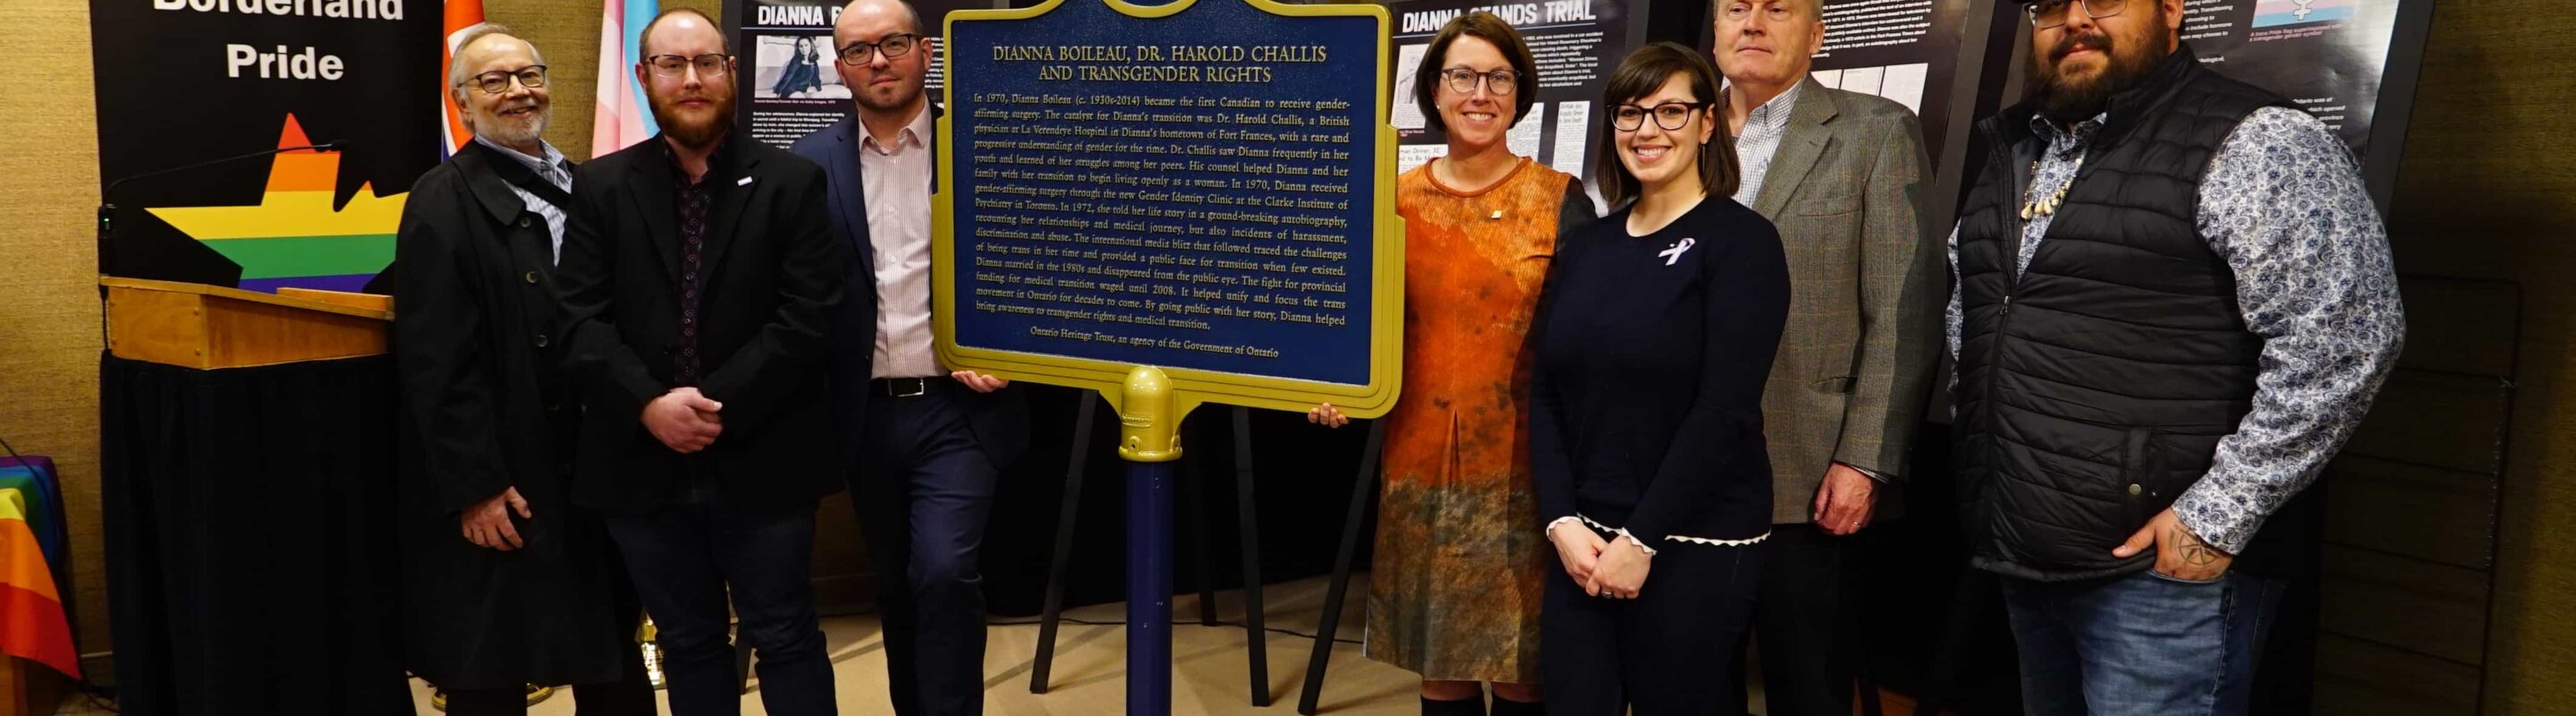 Borderland
Pride
DIANNA
DIANNA STANDS TRIAL
DIANNA BOILEAU, DR. HAROLD CHALLIS
AND TRANSGENDER RIGHTS
In 1970, Dianna Boileau (c. 1930s-2014) became the first Canadian to receive gender-
affirming surgery. The catalyst for Dianna's transition was Dr. Harold Challis, a British
physician at La Verendrye Hospital in Dianna's hometown of Fort Frances, with a rare and
progressive understanding of gender for the time. Dr. Challis saw Dianna frequently in her
youth and learned of her struggles among her peers. His counsel helped Dianna and her
family with her transition to begin living openly as a woman. In 1970, Dianna received
gender-affirming surgery through the new Gender Identity Clinic at the Clarke Institute of
Psychiatry in Toronto. In 1972, she told her life story in a ground-breaking autobiography,
recounting her relationships and medical journey, but also incidents of harassment,
discrimination and abuse. The international media blitz that followed traced the challenges
of being trans in her time and provided a public face for transition when few existed.
Dianna married in the 1980s and disappeared from the public eye. The fight for provincial
funding for medical transition waged until 2008. It helped unify and focus the trans
movement in Ontario for decades to come. By going public with her story, Dianna helped
bring awareness to transgender rights and medical transition.
Ontario Heritage Trust, an agency of the Government of Ontario